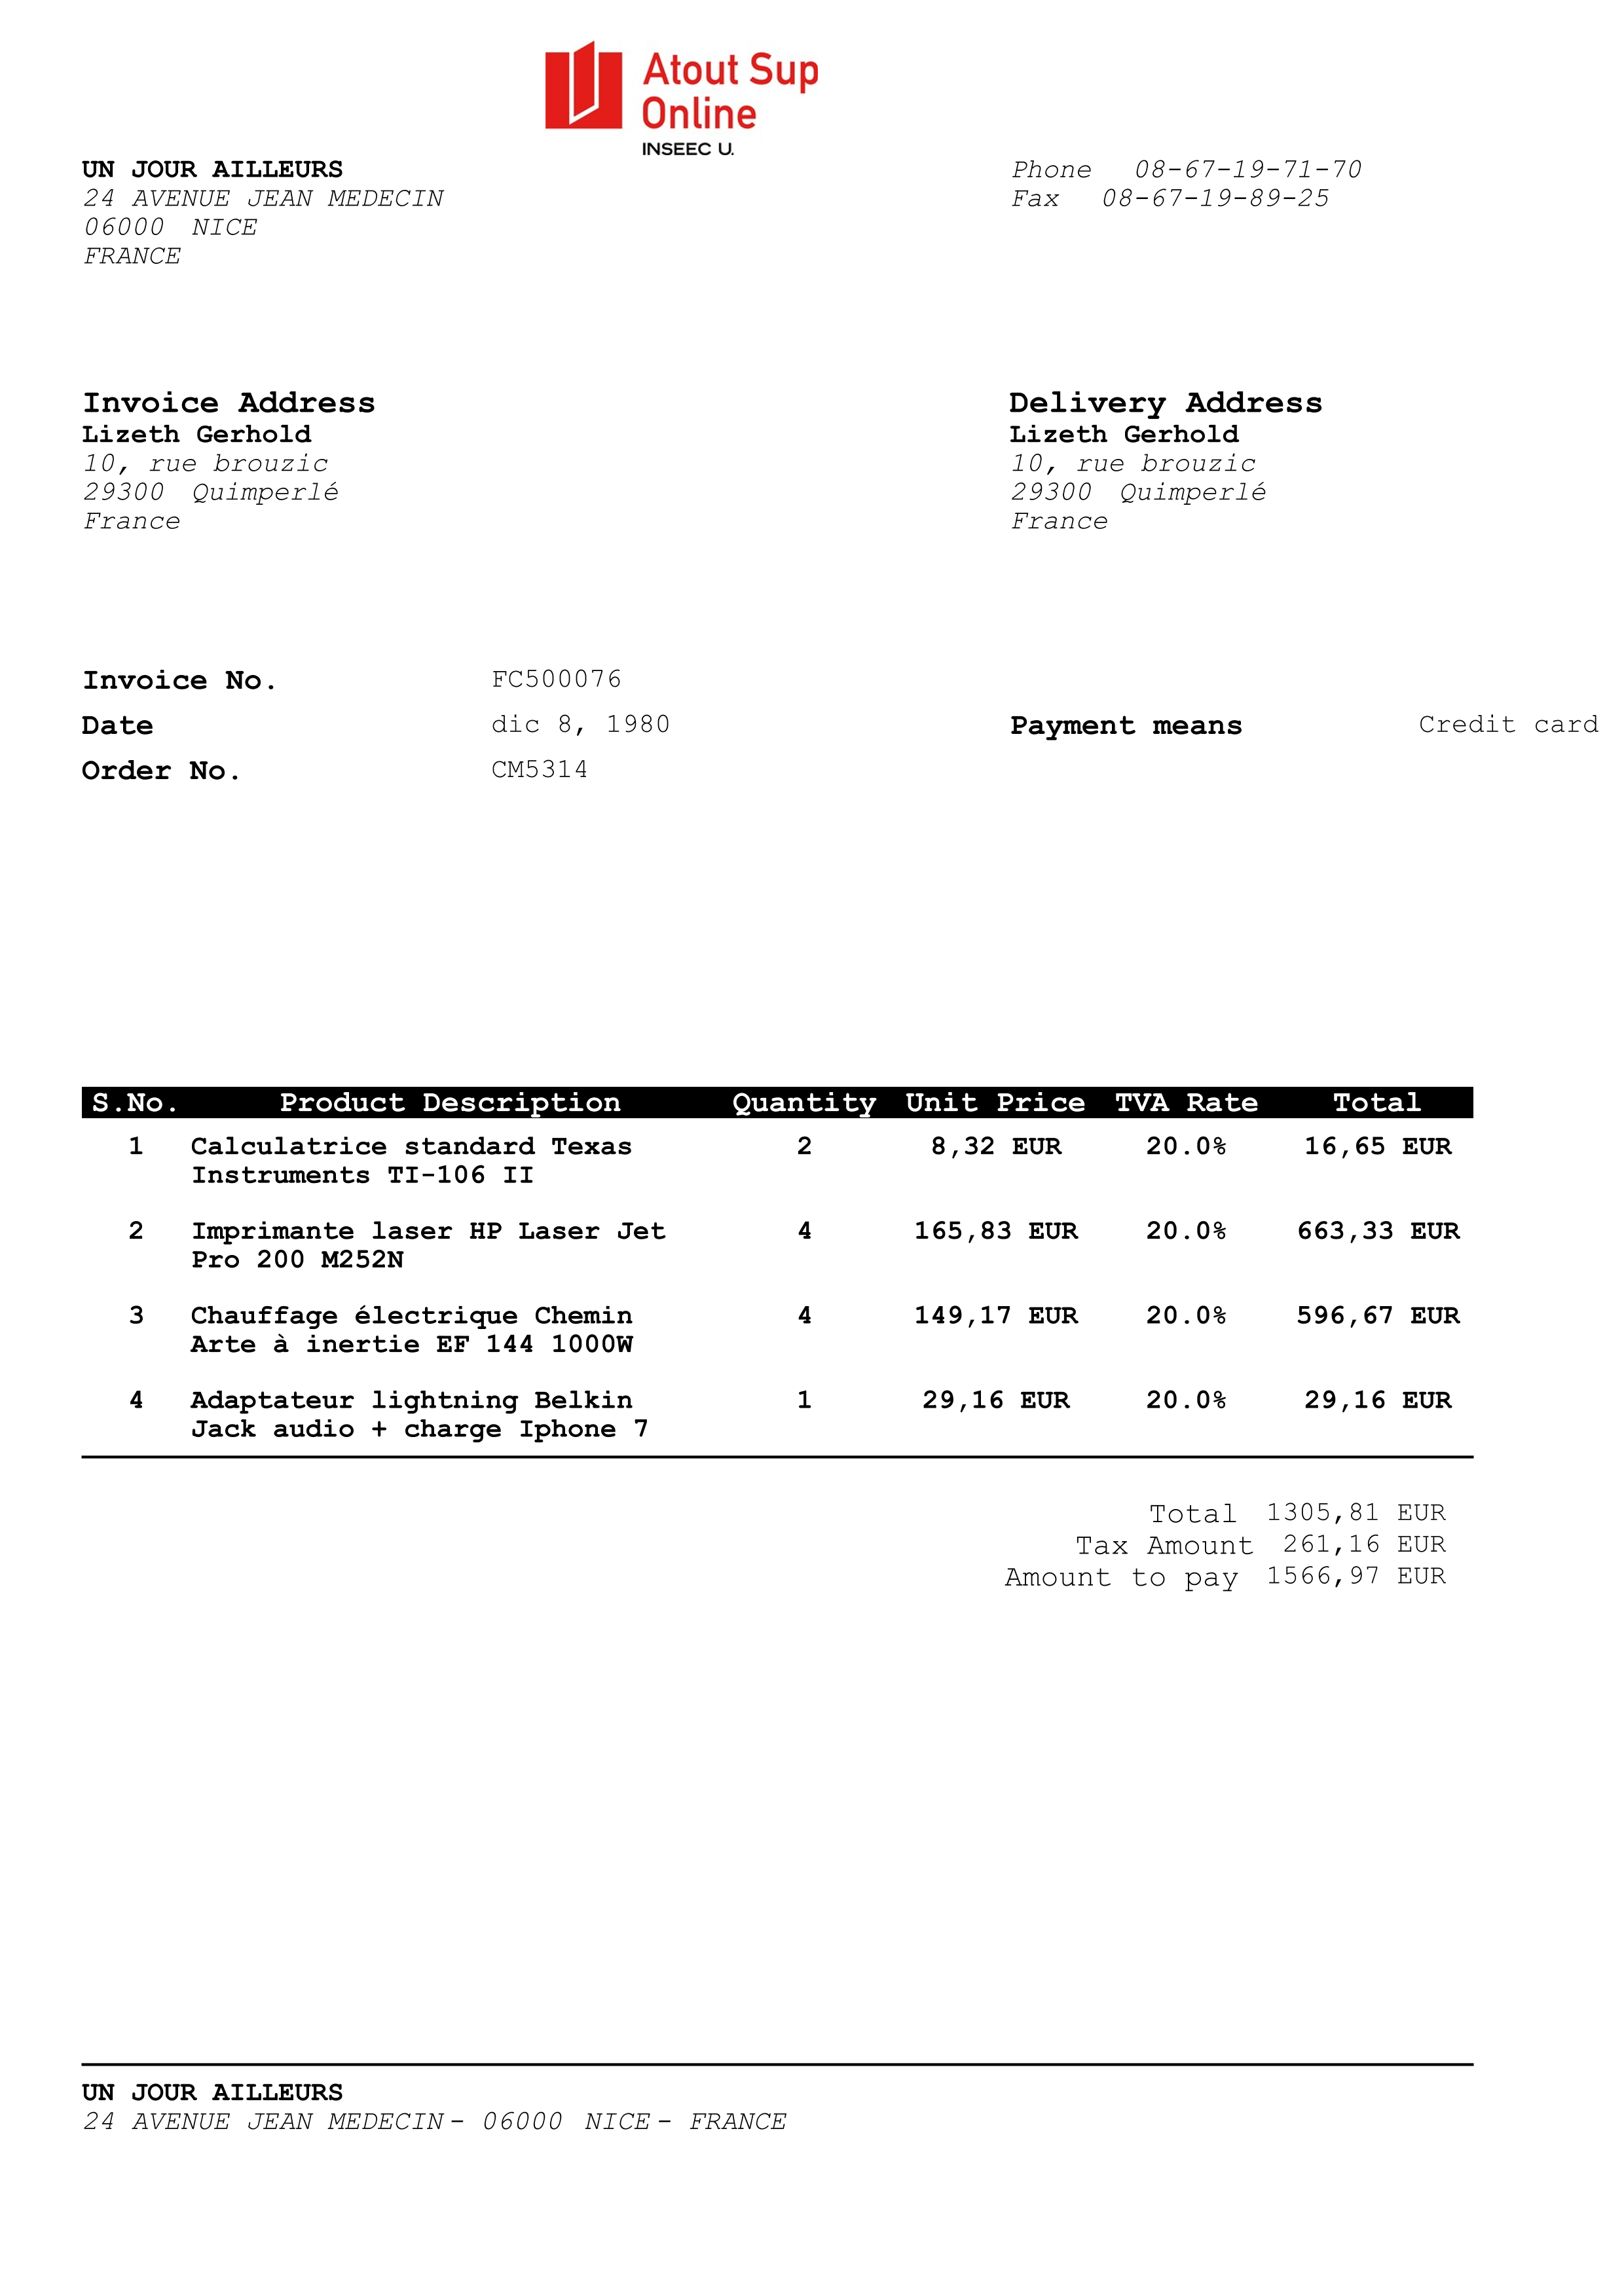 Atout Sup
Online
INSEEC U.
UN JOUR AILLEURS
24 AVENUE JEAN MEDECIN
06000 NICE
FRANCE
Phone 08-67-19-71-70
Fax 08-67-19-89-25
Invoice Address
Lizeth Gerhold
10, rue brouzic
29300 Quimperlé
France
Delivery Address
Lizeth Gerhold
10, rue brouzic
29300 Quimperlé
France
Invoice No. FC500076
Date dic 8, 1980 Payment means Credit card
Order No. CM5314
S.No. Product Description Quantity Unit Price TVA Rate Total
1 Calculatrice standard Texas 2 8,32 EUR 20.0% 16,65 EUR
Instruments TI-106 II
2 Imprimante laser HP Laser Jet 4 165,83 EUR 20.0% 663,33 EUR
Pro 200 M252N
3 Chauffage électrique Chemin 4 149,17 EUR 20.0% 596,67 EUR
Arte à inertie EF 144 1000W
4 Adaptateur lightning Belkin 1 29,16 EUR 20.0% 29,16 EUR
Jack audio + charge Iphone 7
Total 1305,81 EUR
Tax Amount 261,16 EUR
Amount to pay 1566,97 EUR
UN JOUR AILLEURS
24 AVENUE JEAN MEDECIN - 06000 NICE - FRANCE